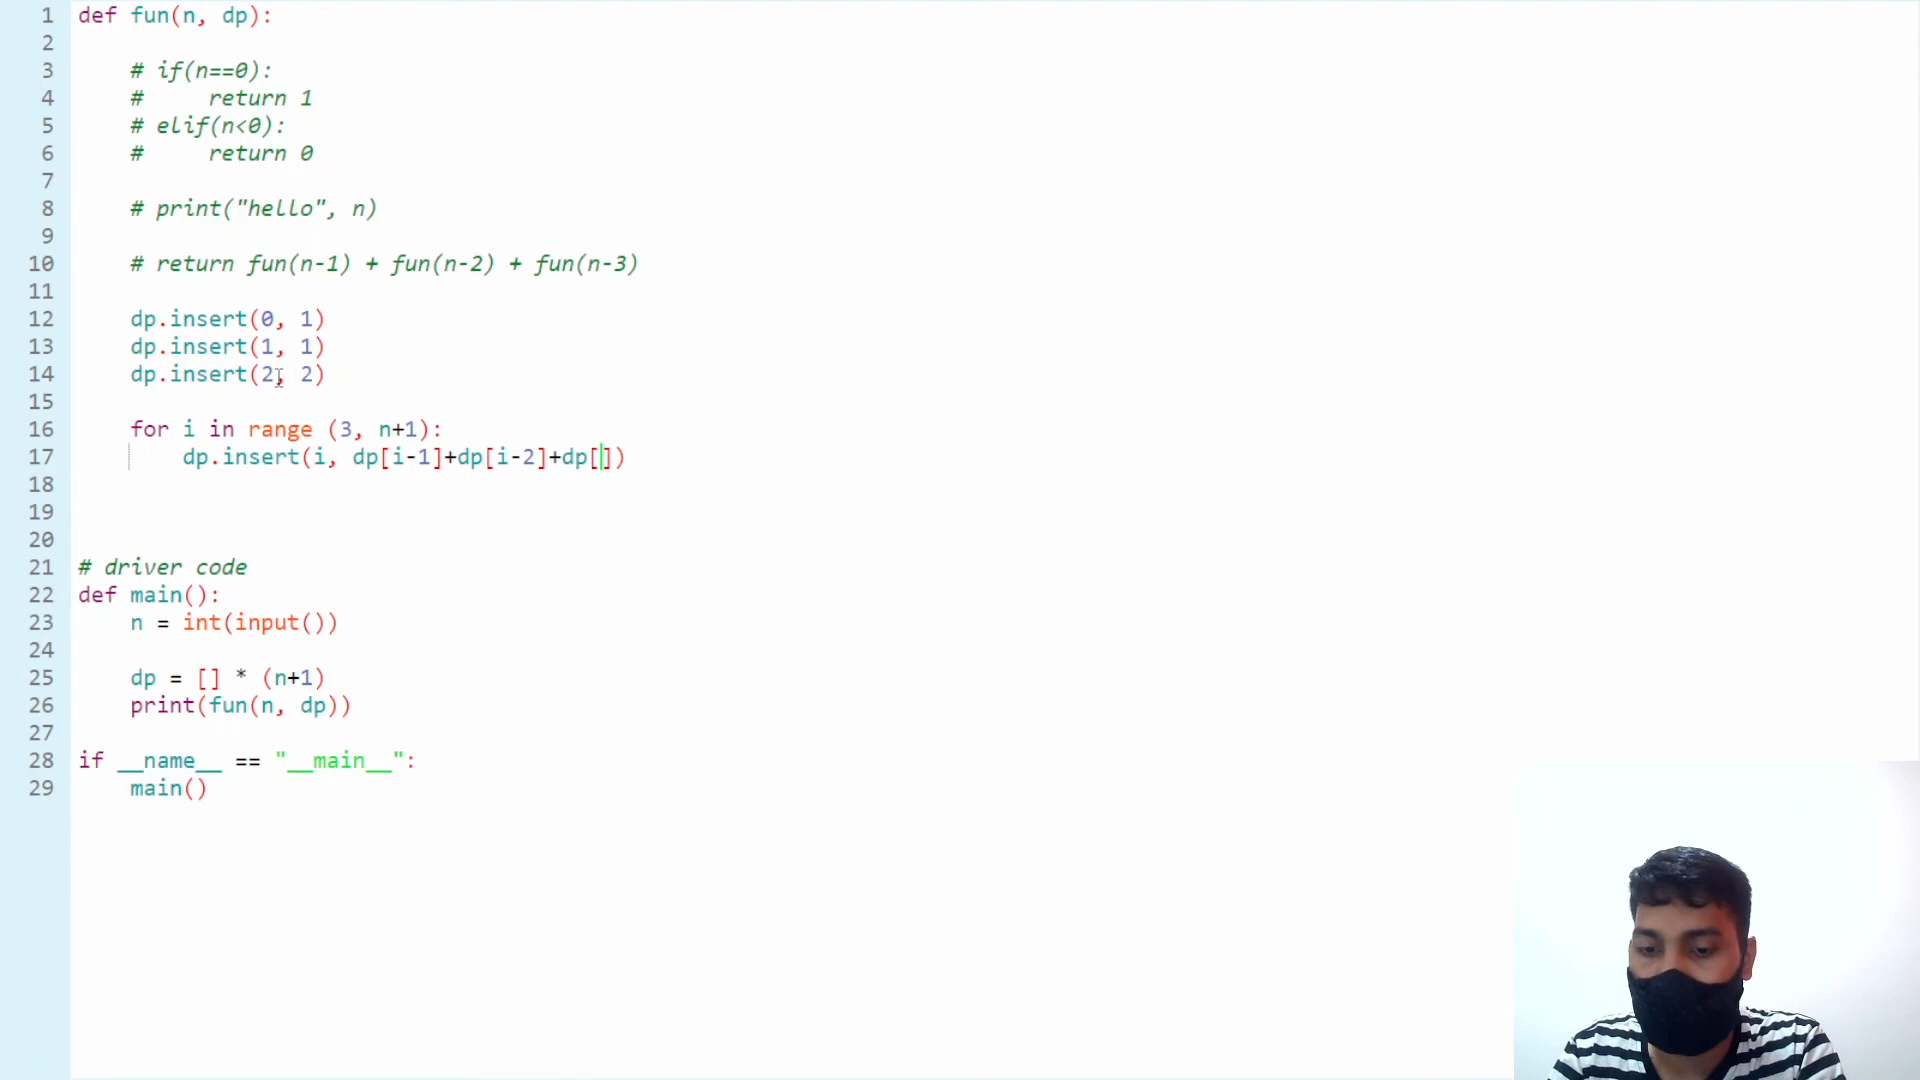 1 def fun(n, dp):
2
3 # if(n==0):
4 # return 1
5 # elif(n<0):
6 # return 0
7
8 # print("hello", n)
9
10 # return fun(n-1) + fun(n-2) + fun(n-3)
11
12 dp.insert(0, 1)
13 dp.insert(1, 1)
14 dp.insert(2, 2)
15
16 for i in range (3, n+1):
17 dp.insert(i, dp[i-1]+dp[i-2]+dp[])
18
19
20
21 # driver code
22 def main():
23 n = int(input())
24
25 dp = [] * (n+1)
26 print(fun(n, dp))
27
28 if __name__ == "__main__":
29 main()